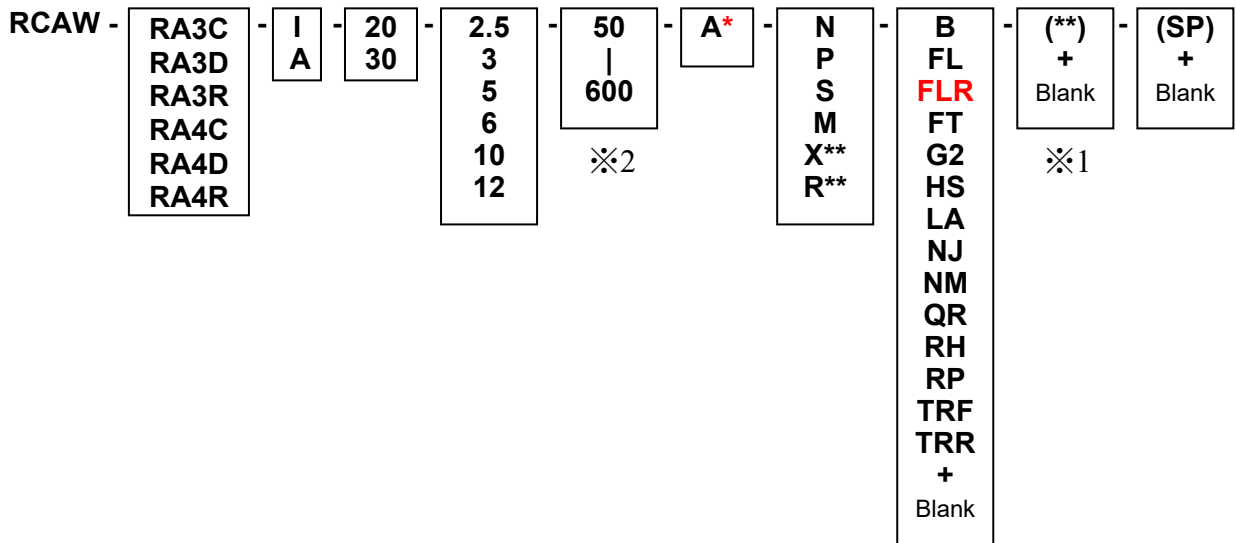 RCAW - RA3C - I - 20 - 2.5 - 50 - A* - N - B - (**) - (SP)
RA3D A 30 3 | P FL + +
RA3R 5 600 S FLR Blank Blank
RA4C 6 M FT
RA4D 10 ※2 X** G2 ※1
RA4R 12 R** HS
LA
NJ
NM
QR
RH
RP
TRF
TRR
+
Blank